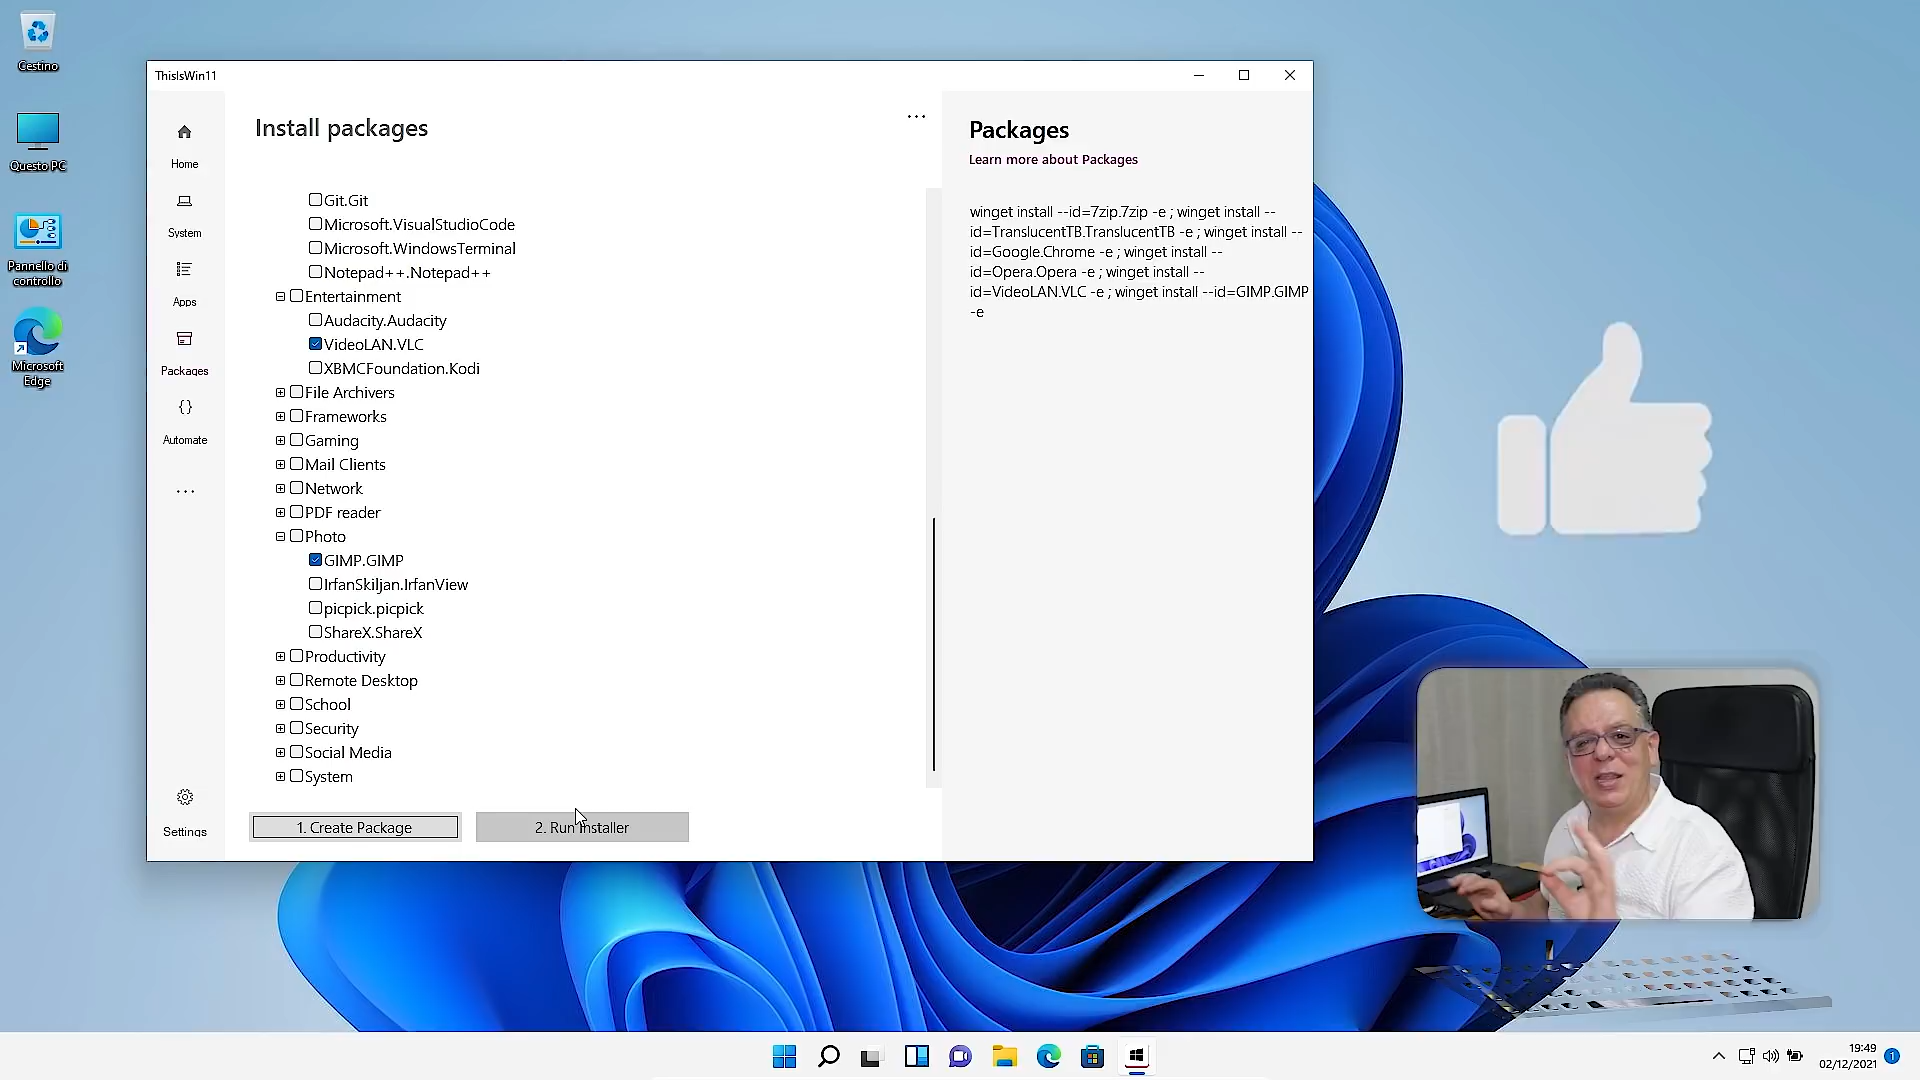 Cestino
Questo PC
Pannello di
controllo
Microsoft
Edge
ThisIsWin11
Home
System
Apps
Packages
Automate
...
Settings
Install packages
...
Git.Git
Microsoft.VisualStudioCode
Microsoft.WindowsTerminal
Notepad++.Notepad++
Entertainment
Audacity.Audacity
VideoLAN.VLC
XBMCFoundation.Kodi
File Archivers
Frameworks
Gaming
Mail Clients
Network
PDF reader
Photo
GIMP.GIMP
IrfanSkiljan.IrfanView
picpick.picpick
ShareX.ShareX
Productivity
Remote Desktop
School
Security
Social Media
System
1. Create Package
2. Run Installer
Packages
Learn more about Packages
winget install --id=7zip.7zip -e ; winget install --
id=TranslucentTB.TranslucentTB -e ; winget install --
id=Google.Chrome -e ; winget install --
id=Opera.Opera -e ; winget install --
id=VideoLAN.VLC -e ; winget install --id=GIMP.GIMP
-e
19:49
02/12/2021
1